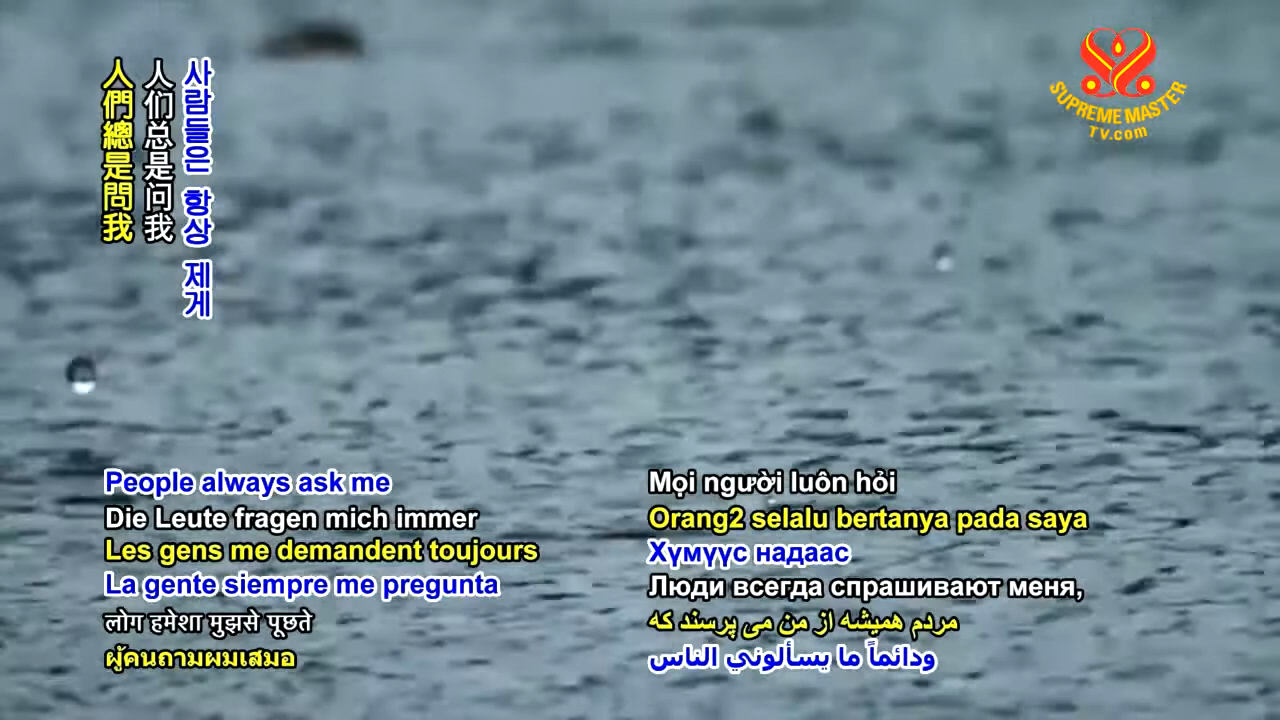 사람들은 항상 제게
人们总是问我
人們總是問我
SUPREME MASTER
TV.com
People always ask me
Die Leute fragen mich immer
Les gens me demandent toujours
La gente siempre me pregunta
लोग हमेशा मुझसे पूछते
ผู้คนถามผมเสมอ
Mọi người luôn hỏi
Orang2 selalu bertanya pada saya
Хүмүүс надаас
Люди всегда спрашивают меня,
مردم همیشه از من می پرسند که
ودائماً ما يسألوني الناس